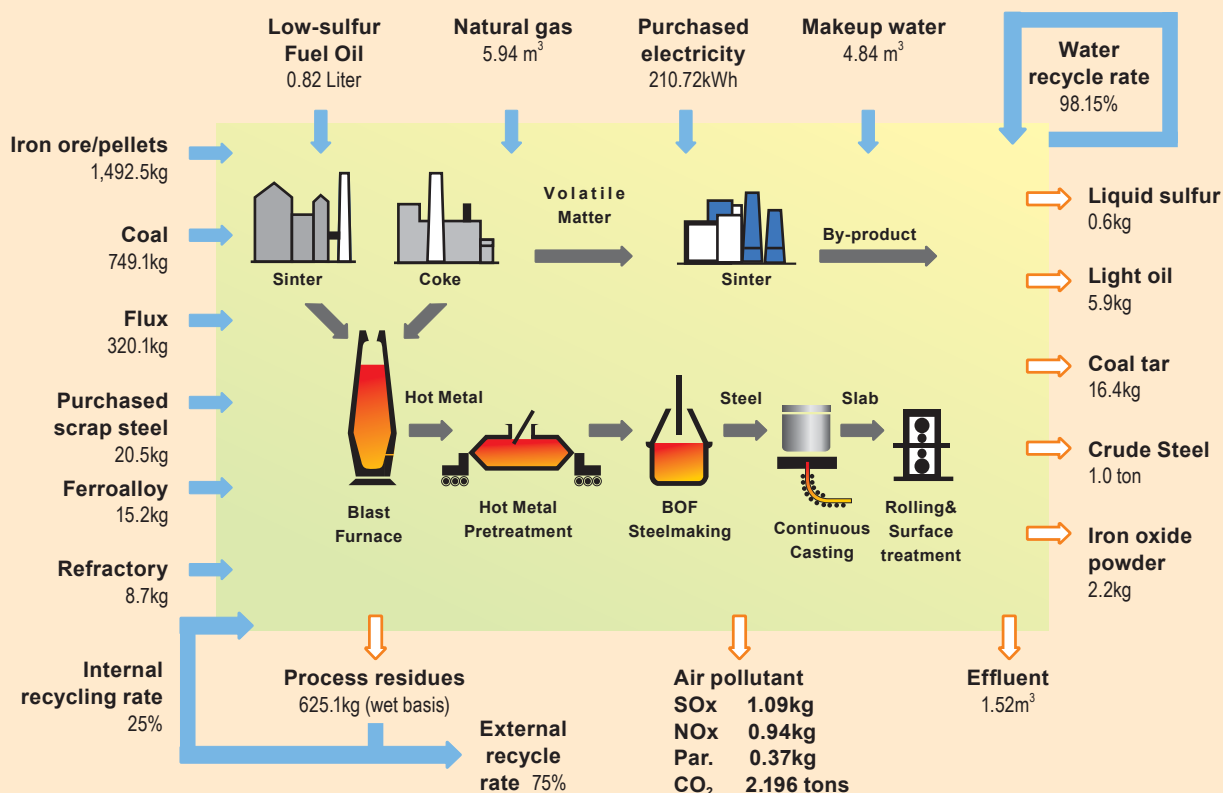 Low-sulfur
Fuel Oil
0.82 Liter
Natural gas
5.94 m³
Purchased
electricity
210.72kWh
Makeup water
4.84 m³
Water
recycle rate
98.15%
Iron ore/pellets
1,492.5kg
Coal
749.1kg
Flux
320.1kg
Purchased
scrap steel
20.5kg
Ferroalloy
15.2kg
Refractory
8.7kg
Sinter
Coke
Volatile
Matter
Sinter
By-product
Blast
Furnace
Hot Metal
Hot Metal
Pretreatment
BOF
Steelmaking
Steel
Continuous
Casting
Slab
Rolling&
Surface
treatment
Liquid sulfur
0.6kg
Light oil
5.9kg
Coal tar
16.4kg
Crude Steel
1.0 ton
Iron oxide
powder
2.2kg
Internal
recycling rate
25%
Process residues
625.1kg (wet basis)
External
recycle
rate 75%
Air pollutant
SOx 1.09kg
NOx 0.94kg
Par. 0.37kg
CO₂ 2.196 tons
Effluent
1.52m³